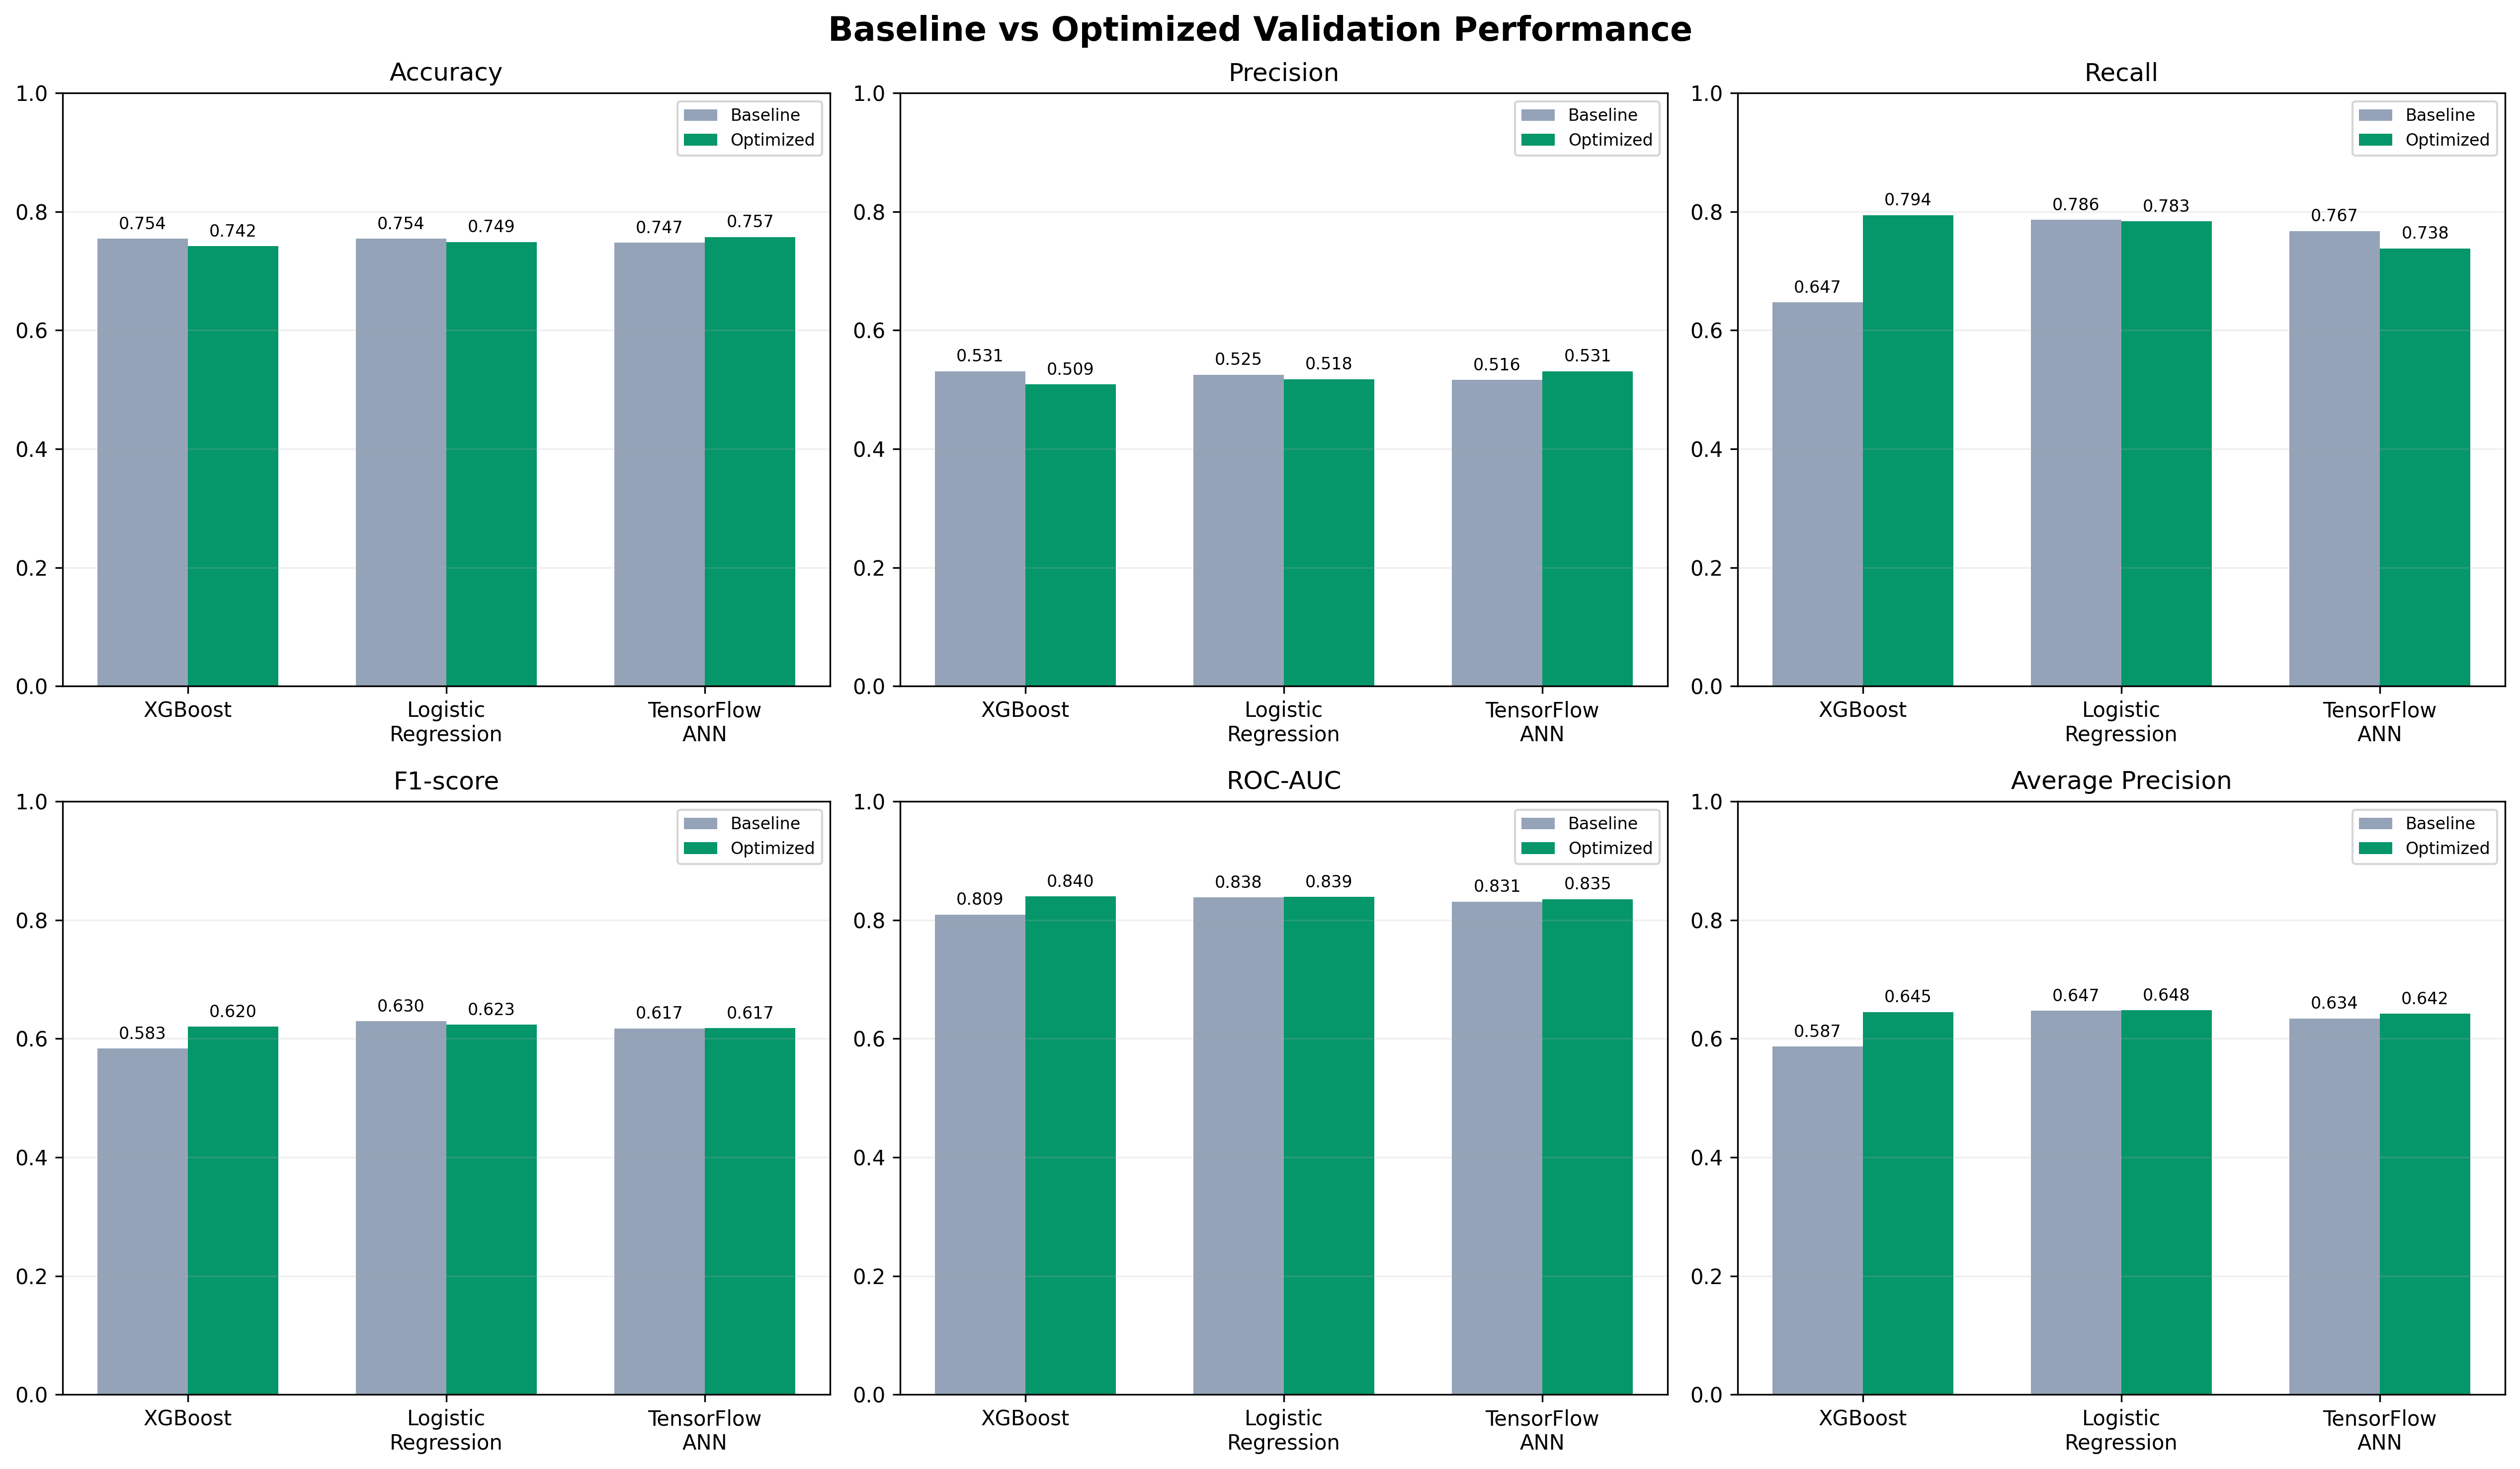 Baseline vs Optimized Validation Performance
Accuracy
1.0
0.8
0.6
0.4
0.2
0.0
Baseline
Optimized
0.754
0.742
0.754
0.749
0.747
0.757
XGBoost
Logistic
Regression
TensorFlow
ANN
Precision
1.0
0.8
0.6
0.4
0.2
0.0
Baseline
Optimized
0.531
0.509
0.525
0.518
0.516
0.531
XGBoost
Logistic
Regression
TensorFlow
ANN
Recall
1.0
0.8
0.6
0.4
0.2
0.0
Baseline
Optimized
0.647
0.794
0.786
0.783
0.767
0.738
XGBoost
Logistic
Regression
TensorFlow
ANN
F1-score
1.0
0.8
0.6
0.4
0.2
0.0
Baseline
Optimized
0.583
0.620
0.630
0.623
0.617
0.617
XGBoost
Logistic
Regression
TensorFlow
ANN
ROC-AUC
1.0
0.8
0.6
0.4
0.2
0.0
Baseline
Optimized
0.809
0.840
0.838
0.839
0.831
0.835
XGBoost
Logistic
Regression
TensorFlow
ANN
Average Precision
1.0
0.8
0.6
0.4
0.2
0.0
Baseline
Optimized
0.587
0.645
0.647
0.648
0.634
0.642
XGBoost
Logistic
Regression
TensorFlow
ANN